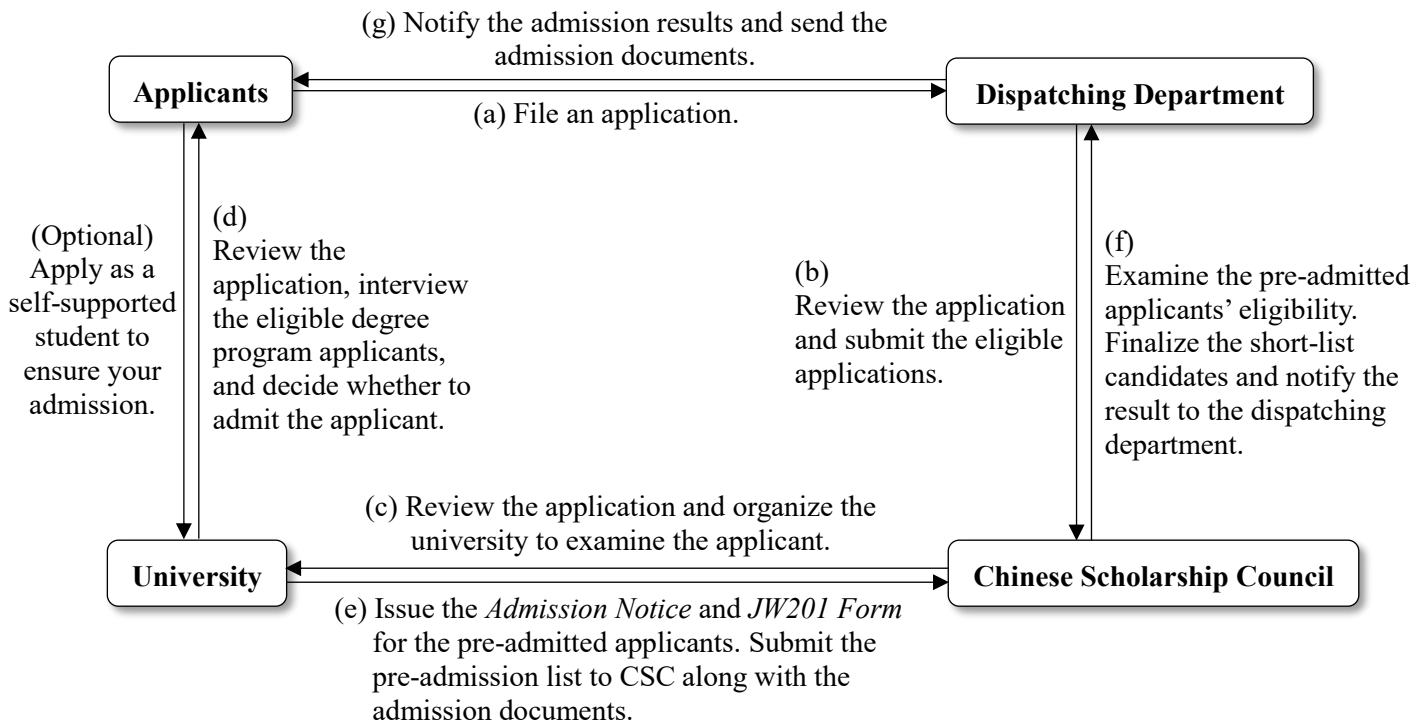 (g) Notify the admission results and send the
admission documents.
Applicants
Dispatching Department
(a) File an application.
(Optional)
Apply as a
self-supported
student to
ensure your
admission.
(d)
Review the
application, interview
the eligible degree
program applicants,
and decide whether to
admit the applicant.
(b)
Review the application
and submit the eligible
applications.
(f)
Examine the pre-admitted
applicants’ eligibility.
Finalize the short-list
candidates and notify the
result to the dispatching
department.
(c) Review the application and organize the
university to examine the applicant.
University
Chinese Scholarship Council
(e) Issue the Admission Notice and JW201 Form
for the pre-admitted applicants. Submit the
pre-admission list to CSC along with the
admission documents.